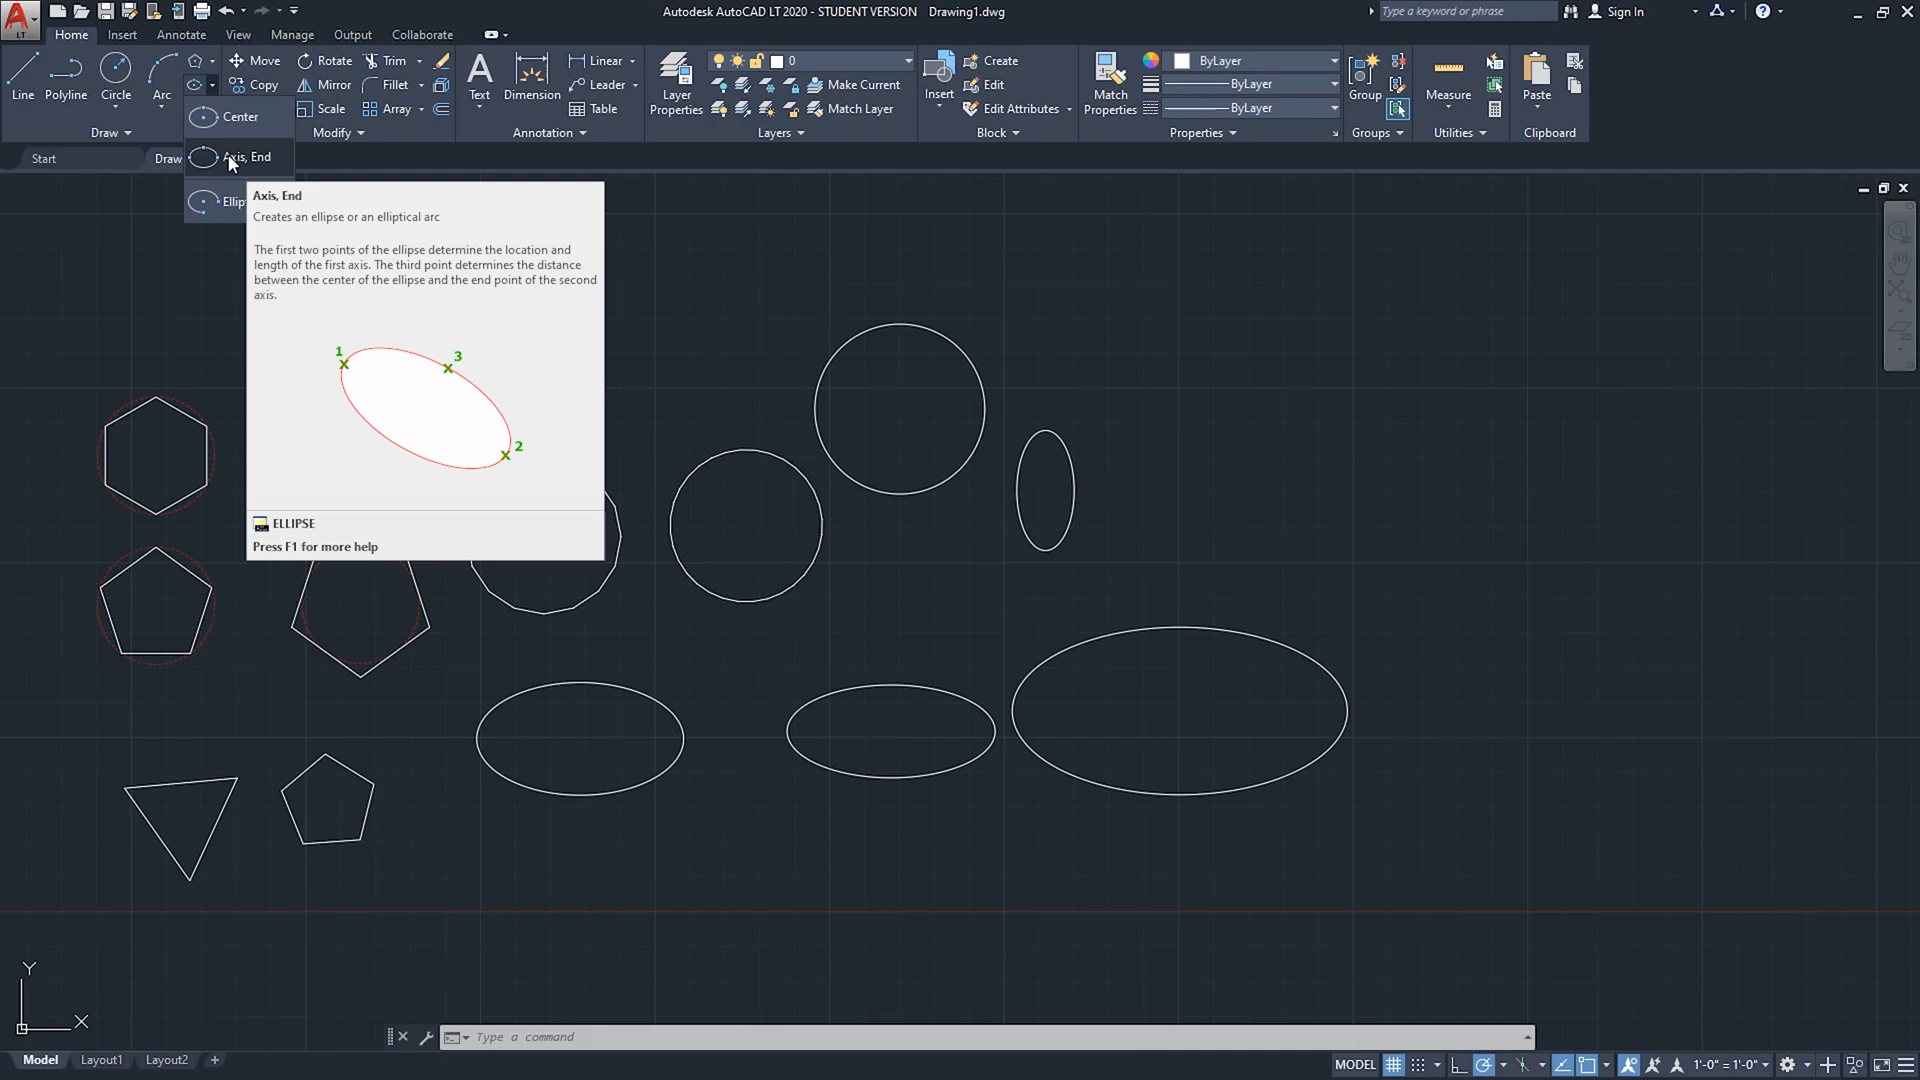 Autodesk AutoCAD LT 2020 - STUDENT VERSION Drawing1.dwg
Type a keyword or phrase
Sign In
LT
Home Insert Annotate View Manage Output Collaborate
Line Polyline Circle Arc
Draw
Center
Axis, End
Move Rotate Trim
Copy Mirror Fillet
Scale Array
Modify
Text Dimension
Linear
Leader
Table
Annotation
Layer Properties
0
Make Current
Match Layer
Layers
Insert
Create
Edit
Edit Attributes
Block
Match Properties
ByLayer
ByLayer
ByLayer
Properties
Group
Groups
Measure
Utilities
Paste
Clipboard
Start
Draw
Axis, End
Creates an ellipse or an elliptical arc
The first two points of the ellipse determine the location and
length of the first axis. The third point determines the distance
between the center of the ellipse and the end point of the second
axis.
1
3
2
ELLIPSE
Press F1 for more help
Y
X
Type a command
Model Layout1 Layout2 +
MODEL
1'-0" = 1'-0"